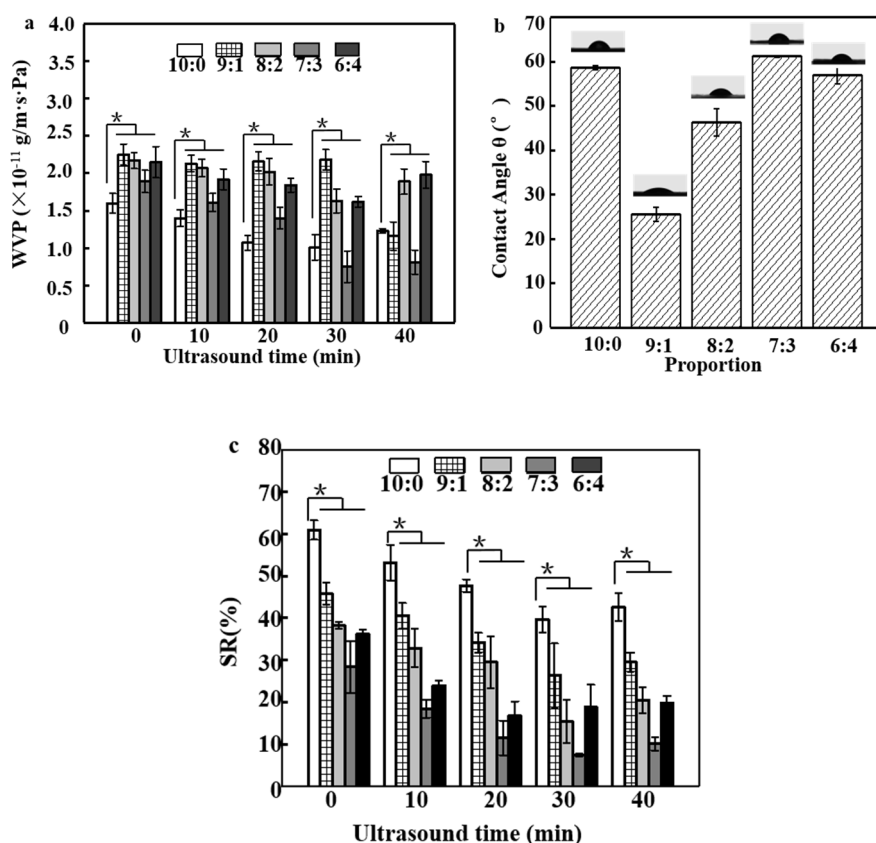 a
4.0
3.5
3.0
2.5
2.0
1.5
1.0
0
WVP (×10⁻¹¹ g/m·s·Pa)
10:0 9:1 8:2 7:3 6:4
* * * * *
0 10 20 30 40
Ultrasound time (min)
b
70
60
50
40
30
26
10
0
Contact Angle θ (°)
10:0 9:1 8:2 7:3 6:4
Proportion
c
80
70
60
50
40
30
20
10
0
SR(%)
10:0 9:1 8:2 7:3 6:4
* * * * *
0 10 20 30 40
Ultrasound time (min)